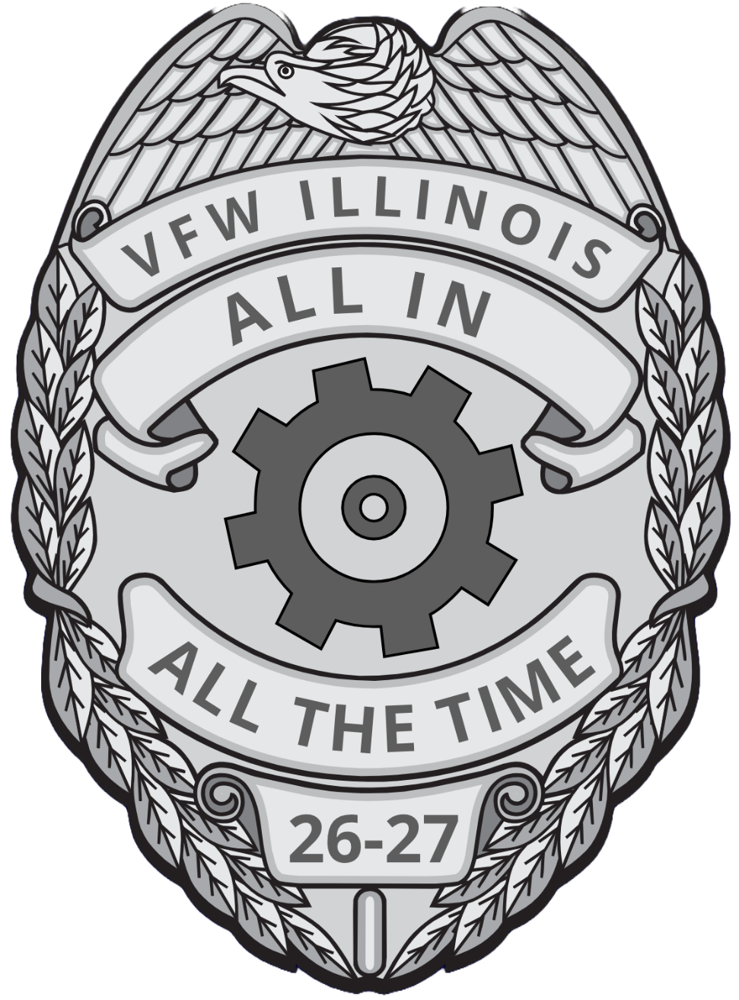 VFW ILLINOIS
ALL IN
ALL THE TIME
26-27